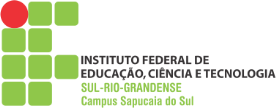 INSTITUTO FEDERAL DE
EDUCAÇÃO, CIÊNCIA E TECNOLOGIA
SUL-RIO-GRANDENSE
Campus Sapucaia do Sul